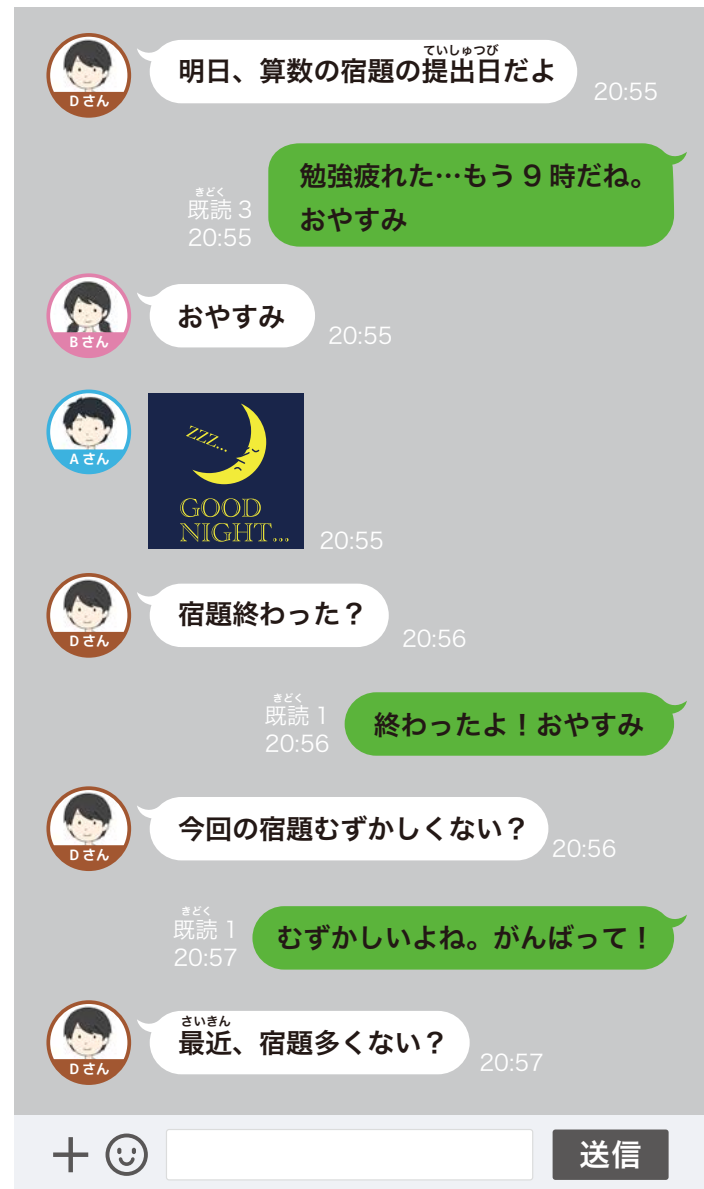 ていしゅつび
明日、算数の宿題の提出日だよ
Dさん
20:55
勉強疲れた…もう9時だね。
おやすみ
きどく
既読 3
20:55
おやすみ
Bさん
20:55
zzz...
GOOD
NIGHT...
Aさん
20:55
宿題終わった？
Dさん
20:56
きどく
既読 1
20:56
終わったよ！おやすみ
今回の宿題むずかしくない？
Dさん
20:56
きどく
既読 1
20:57
むずかしいよね。がんばって！
さいきん
最近、宿題多くない？
Dさん
20:57
送信